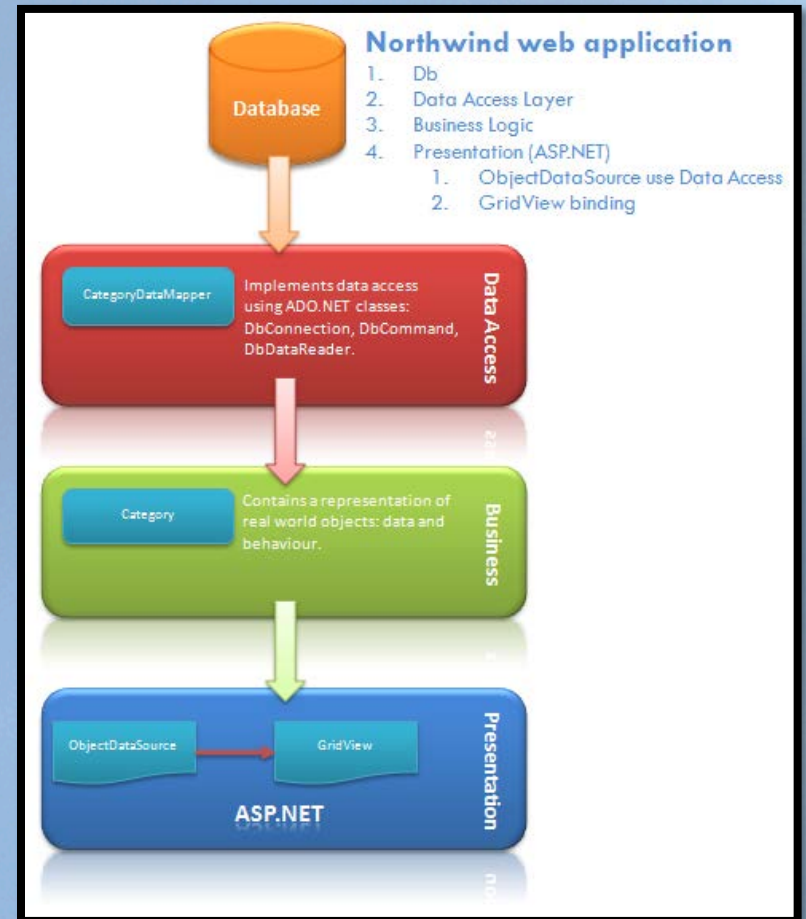 Northwind web application
1. Db
2. Data Access Layer
3. Business Logic
4. Presentation (ASP.NET)
1. ObjectDataSource use Data Access
2. GridView binding
Database
CategoryDataMapper
Implements data access
using ADO.NET classes:
DbConnection, DbCommand,
DbDataReader.
Data Access
Category
Contains a representation of
real world objects: data and
behaviour.
Business
ObjectDataSource
GridView
ASP.NET
Presentation